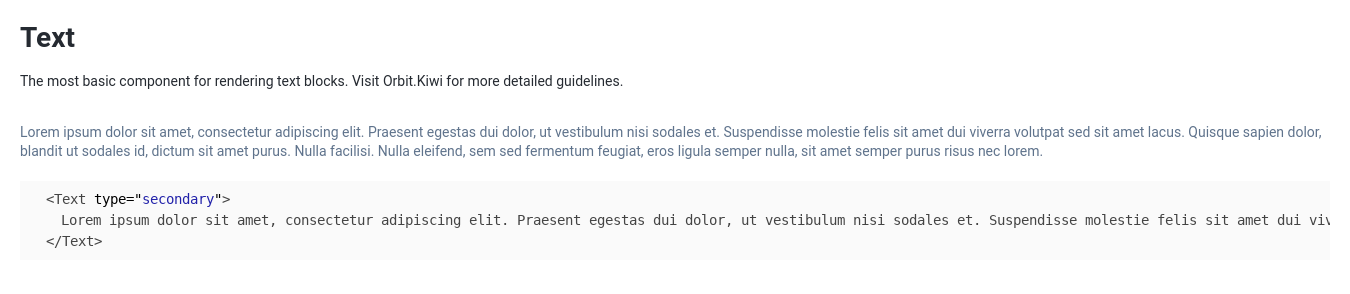 Text
The most basic component for rendering text blocks. Visit Orbit.Kiwi for more detailed guidelines.
Lorem ipsum dolor sit amet, consectetur adipiscing elit. Praesent egestas dui dolor, ut vestibulum nisi sodales et. Suspendisse molestie felis sit amet dui viverra volutpat sed sit amet lacus. Quisque sapien dolor,
blandit ut sodales id, dictum sit amet purus. Nulla facilisi. Nulla eleifend, sem sed fermentum feugiat, eros ligula semper nulla, sit amet semper purus risus nec lorem.
<Text type="secondary">
Lorem ipsum dolor sit amet, consectetur adipiscing elit. Praesent egestas dui dolor, ut vestibulum nisi sodales et. Suspendisse molestie felis sit amet dui viv
</Text>